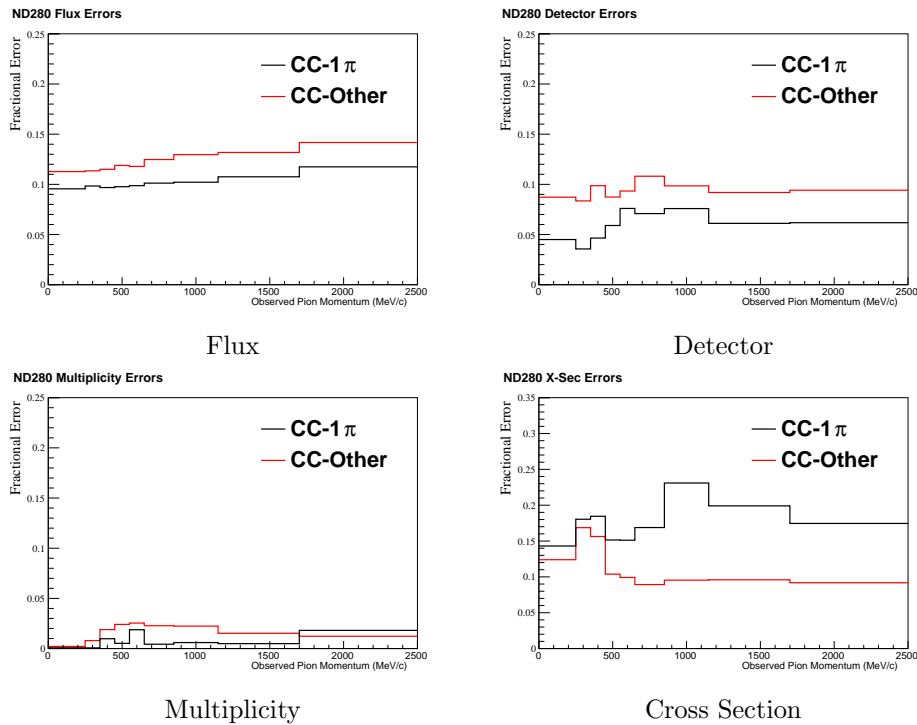 ND280 Flux Errors
Fractional Error
0.25
0.2
0.15
0.1
0.05
0
CC-1π
CC-Other
0 500 1000 1500 2000 2500
Observed Pion Momentum (MeV/c)
Flux
ND280 Detector Errors
Fractional Error
0.25
0.2
0.15
0.1
0.05
0
CC-1π
CC-Other
0 500 1000 1500 2000 2500
Observed Pion Momentum (MeV/c)
Detector
ND280 Multiplicity Errors
Fractional Error
0.25
0.2
0.15
0.1
0.05
0
CC-1π
CC-Other
0 500 1000 1500 2000 2500
Observed Pion Momentum (MeV/c)
Multiplicity
ND280 X-Sec Errors
Fractional Error
0.35
0.3
0.25
0.2
0.15
0.1
0.05
0
CC-1π
CC-Other
0 500 1000 1500 2000 2500
Observed Pion Momentum (MeV/c)
Cross Section